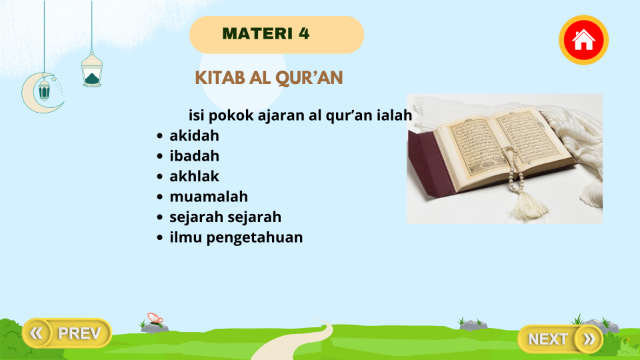 MATERI 4
KITAB AL QUR’AN
isi pokok ajaran al qur’an ialah
• akidah
• ibadah
• akhlak
• muamalah
• sejarah sejarah
• ilmu pengetahuan
PREV
NEXT